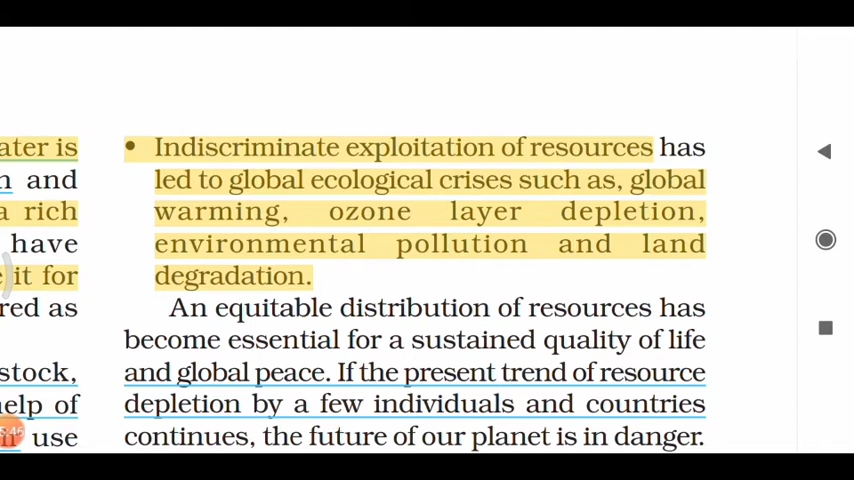 ater is
n and
a rich
have
e it for
red as
stock,
help of
use
• Indiscriminate exploitation of resources has
led to global ecological crises such as, global
warming, ozone layer depletion,
environmental pollution and land
degradation.
An equitable distribution of resources has
become essential for a sustained quality of life
and global peace. If the present trend of resource
depletion by a few individuals and countries
continues, the future of our planet is in danger.